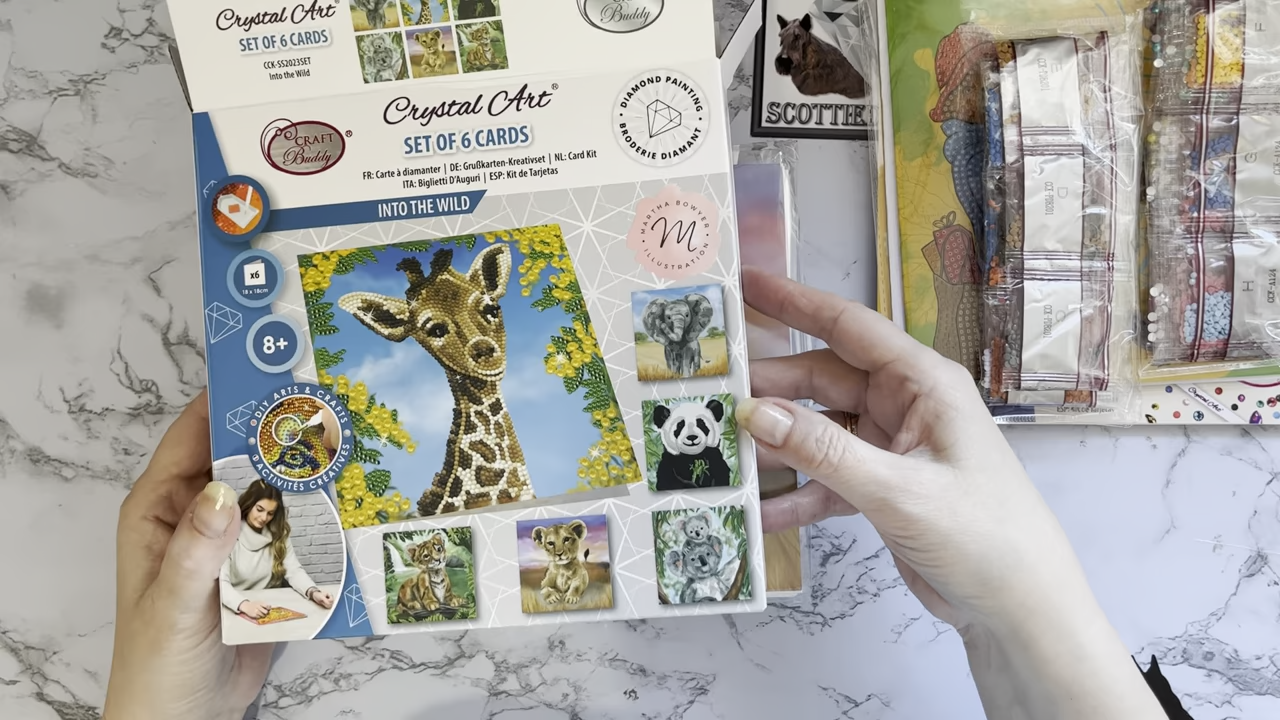 Crystal Art®
SET OF 6 CARDS
CCK-SS2023SET
Into the Wild
Buddy
Crystal Art®
SET OF 6 CARDS
CRAFT
Buddy®
DIAMOND PAINTING
BRODERIE DIAMANT
FR: Carte à diamanter | DE: Grußkarten-Kreativset | NL: Card Kit
ITA: Biglietti D'Auguri | ESP: Kit de Tarjetas
INTO THE WILD
MARTHA BOWYER
M
ILLUSTRATION
x6
18 x 18cm
8+
DIY ARTS & CRAFTS
ACTIVITÉS CRÉATIVES
SCOTTIE
Crystal Art
D
F
G
H